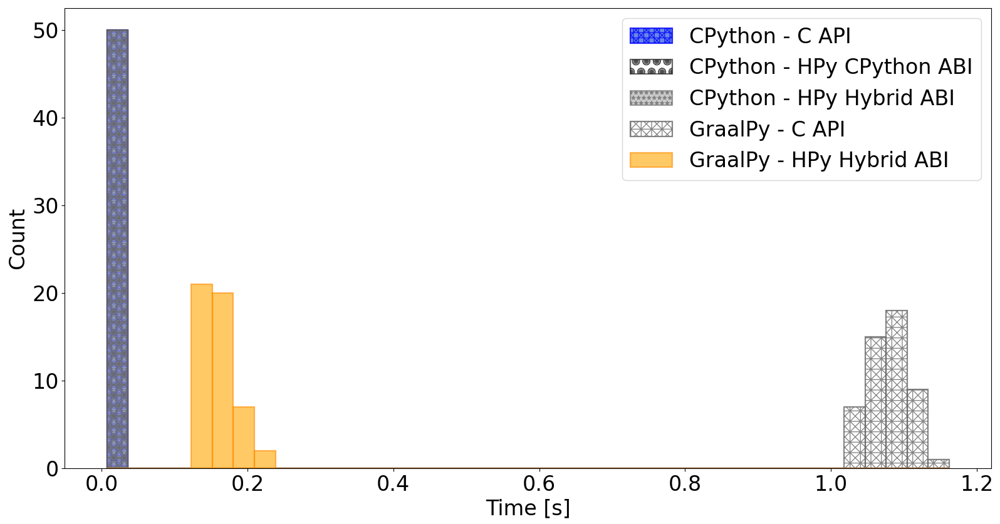 CPython - C API
CPython - HPy CPython ABI
CPython - HPy Hybrid ABI
GraalPy - C API
GraalPy - HPy Hybrid ABI
50
40
30
20
10
0
Count
0.0 0.2 0.4 0.6 0.8 1.0 1.2
Time [s]